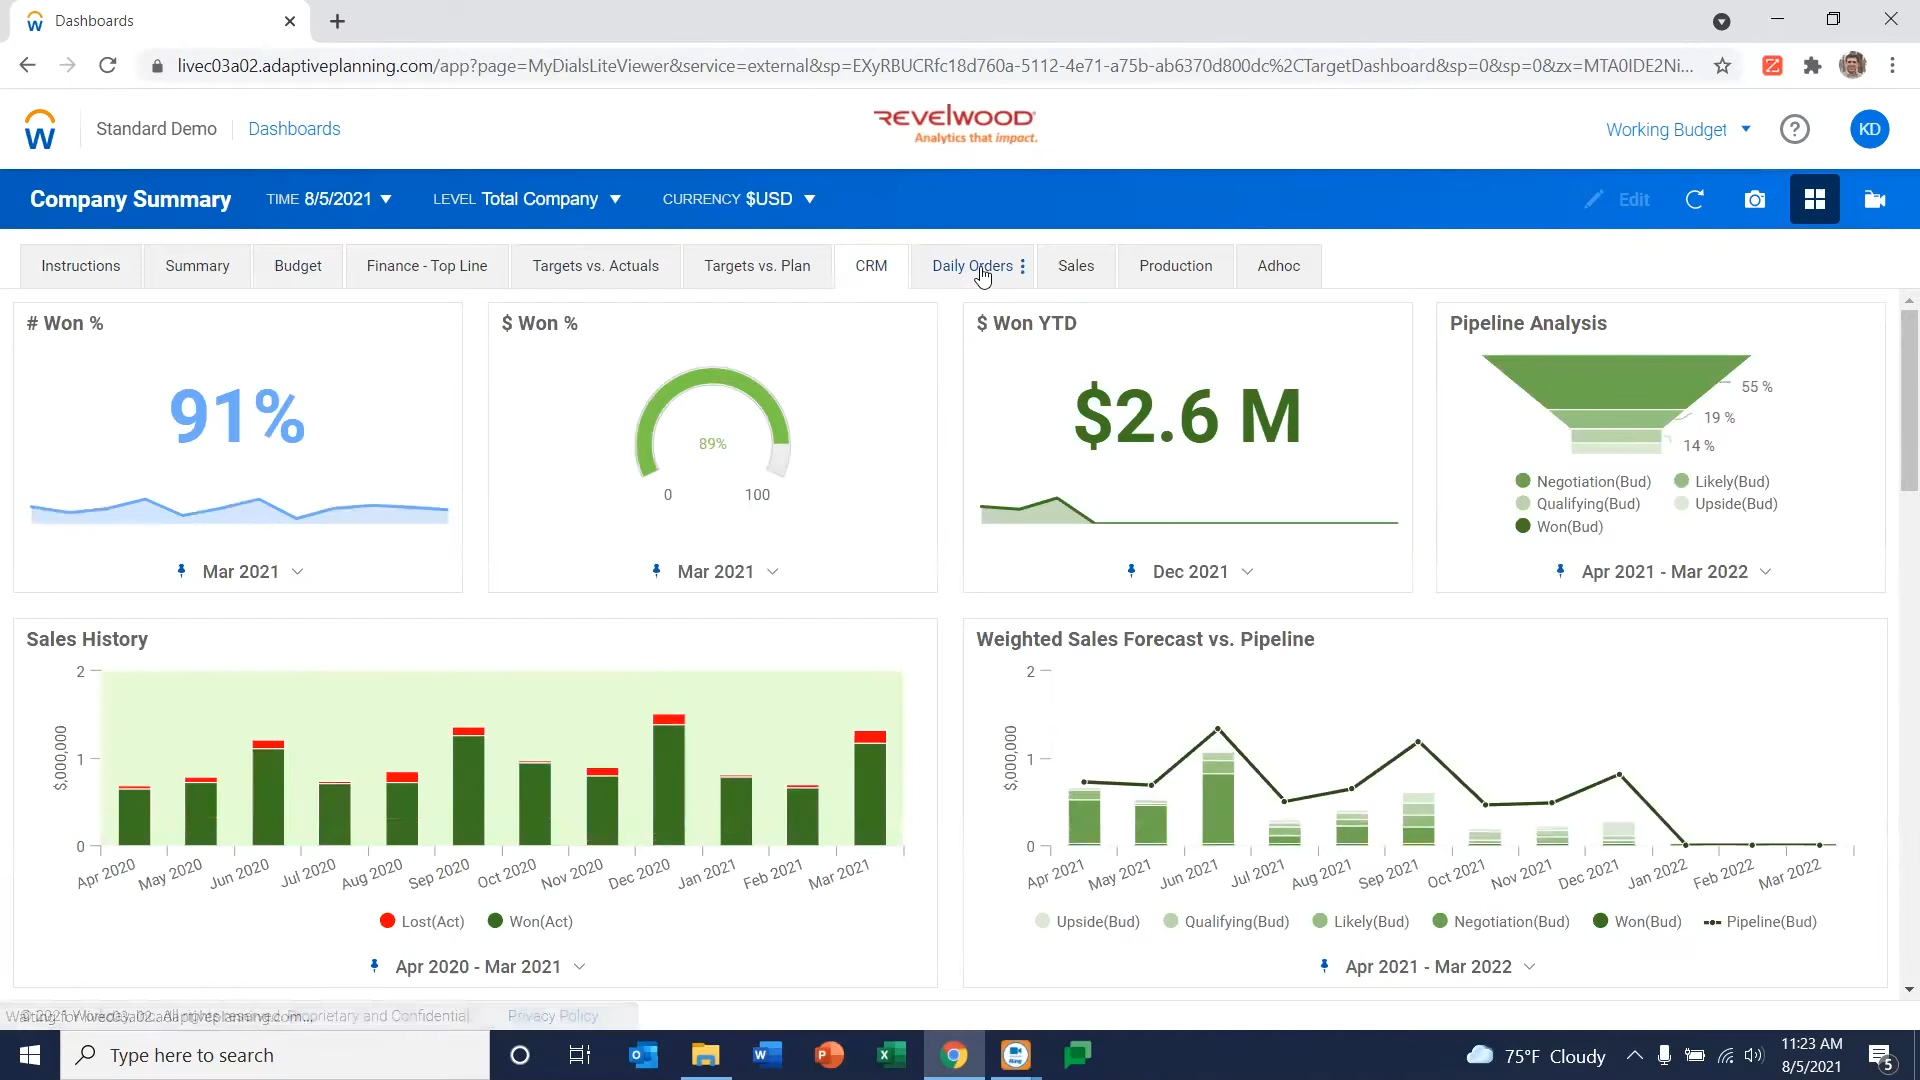 Dashboards
livec03a02.adaptiveplanning.com/app?page=MyDialsLiteViewer&service=external&sp=EXyRBUCRfc18d760a-5112-4e71-a75b-ab6370d800dc%2CTargetDashboard&sp=0&sp=0&zx=MTA0IDE2Ni...
Standard Demo Dashboards
REVELWOOD
Analytics that impact.
Working Budget ? KD
Company Summary TIME 8/5/2021 LEVEL Total Company CURRENCY $USD Edit
Instructions Summary Budget Finance - Top Line Targets vs. Actuals Targets vs. Plan CRM Daily Orders Sales Production Adhoc
# Won %
91%
Mar 2021
$ Won %
89%
0 100
Mar 2021
$ Won YTD
$2.6 M
Dec 2021
Pipeline Analysis
55 %
19 %
14 %
Negotiation(Bud) Likely(Bud)
Qualifying(Bud) Upside(Bud)
Won(Bud)
Apr 2021 - Mar 2022
Sales History
2
1
0
$,000,000
Apr 2020 May 2020 Jun 2020 Jul 2020 Aug 2020 Sep 2020 Oct 2020 Nov 2020 Dec 2020 Jan 2021 Feb 2021 Mar 2021
Lost(Act) Won(Act)
Apr 2020 - Mar 2021
Weighted Sales Forecast vs. Pipeline
2
1
0
$,000,000
Apr 2021 May 2021 Jun 2021 Jul 2021 Aug 2021 Sep 2021 Oct 2021 Nov 2021 Dec 2021 Jan 2022 Feb 2022 Mar 2022
Upside(Bud) Qualifying(Bud) Likely(Bud) Negotiation(Bud) Won(Bud) Pipeline(Bud)
Apr 2021 - Mar 2022
Proprietary and Confidential Privacy Policy
Type here to search
75°F Cloudy
11:23 AM
8/5/2021
5